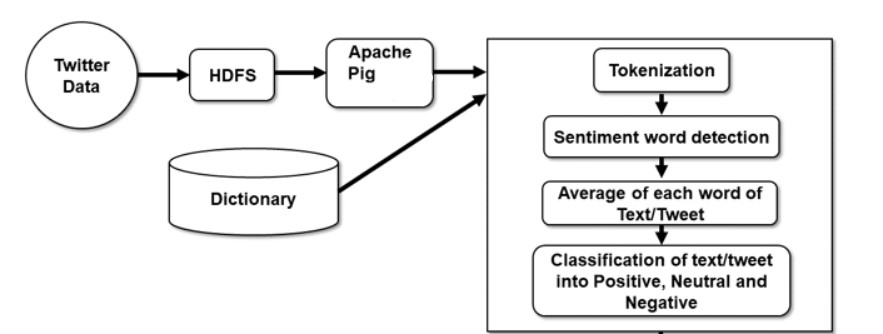 Twitter
Data
HDFS
Apache
Pig
Dictionary
Tokenization
Sentiment word detection
Average of each word of
Text/Tweet
Classification of text/tweet
into Positive, Neutral and
Negative